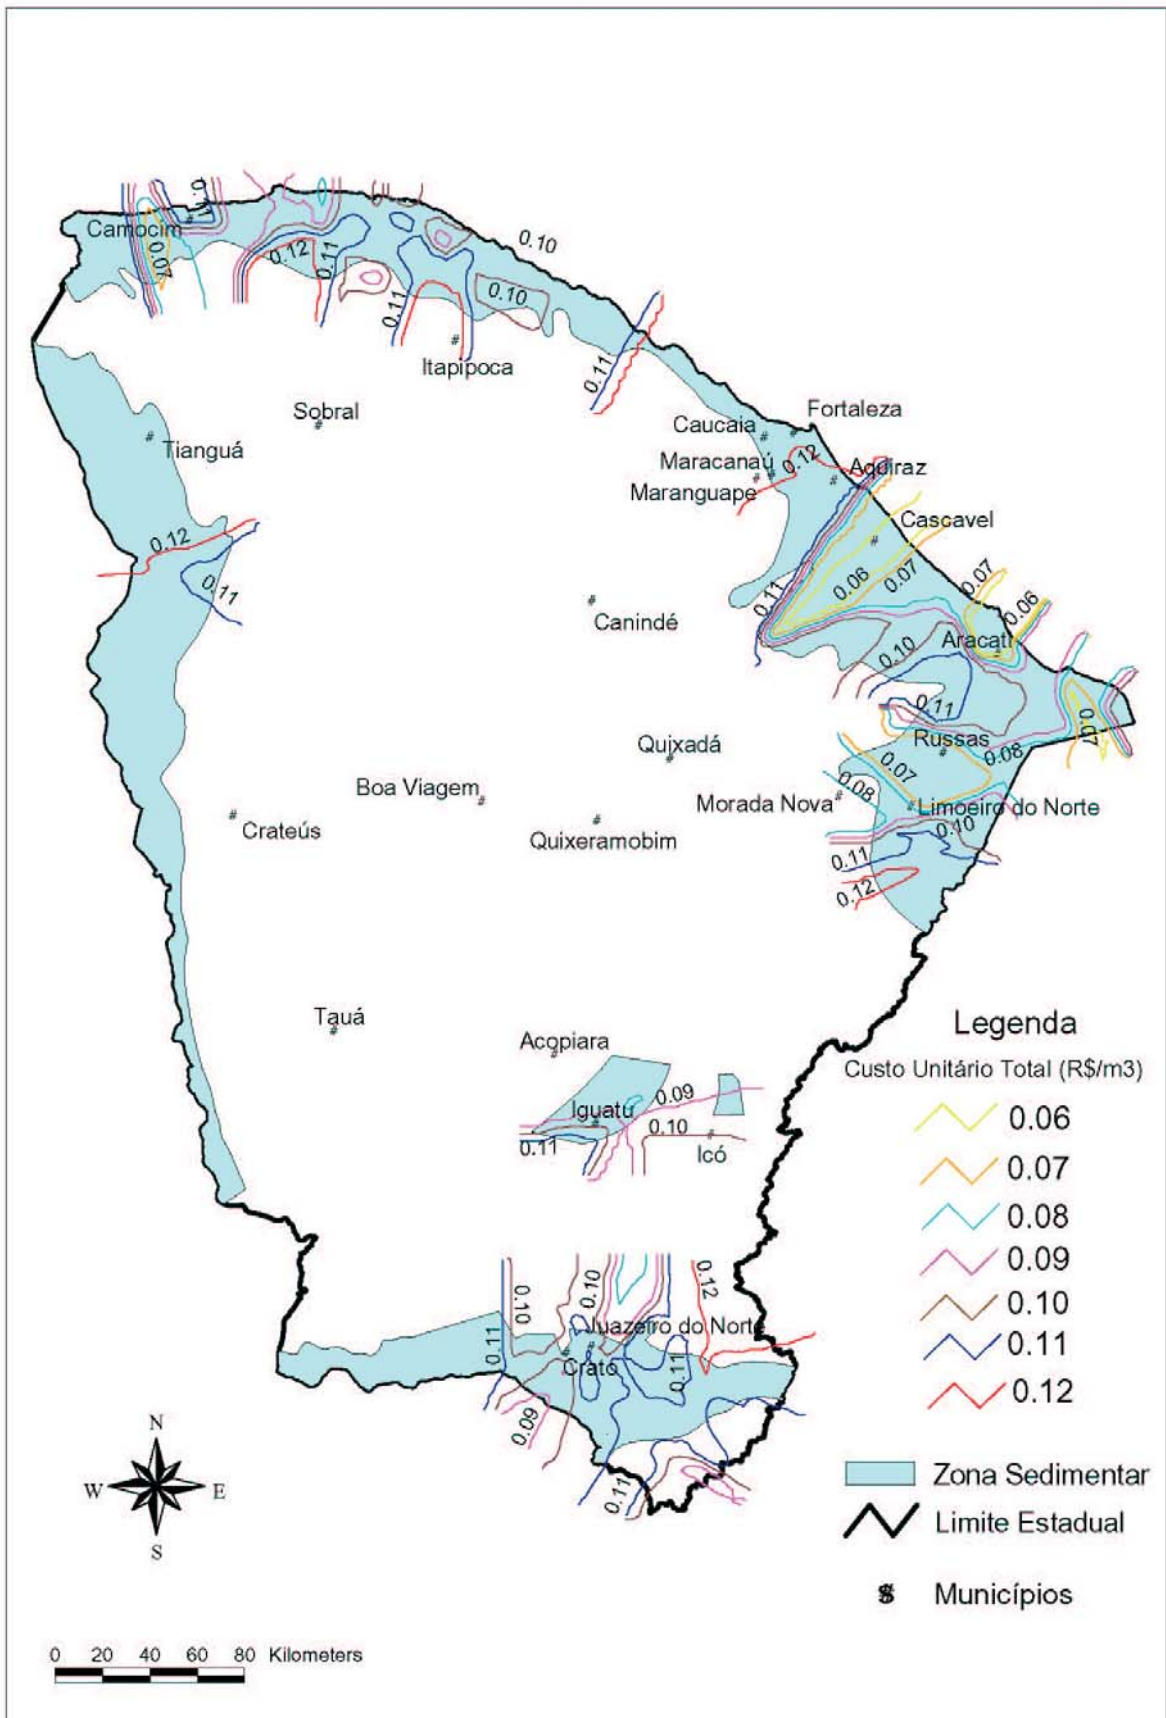 0.11
Camocim
0.07
0.12
0.11
0.10
0.11
0.10
Itapipoca
0.11
Sobral
Tianguá
Fortaleza
Caucaia
Maracanaú
0.12
Aquiraz
Maranguape
Cascavel
0.12
0.11
0.11
0.06
0.07
0.07
0.06
Canindé
Aracati
0.10
0.11
0.07
Russas
0.08
Quixadá
0.07
0.08
Boa Viagem
Morada Nova
Limoeiro do Norte
Crateús
Quixeramobim
0.10
0.11
0.12
Tauá
Acopiara
Iguatu
0.09
0.10
0.11
Icó
0.10
0.10
0.12
Juazeiro do Norte
0.11
Crato
0.11
0.09
0.11
Legenda
Custo Unitário Total (R$/m3)
0.06
0.07
0.08
0.09
0.10
0.11
0.12
Zona Sedimentar
Limite Estadual
Municípios
N
W
E
S
0 20 40 60 80 Kilometers